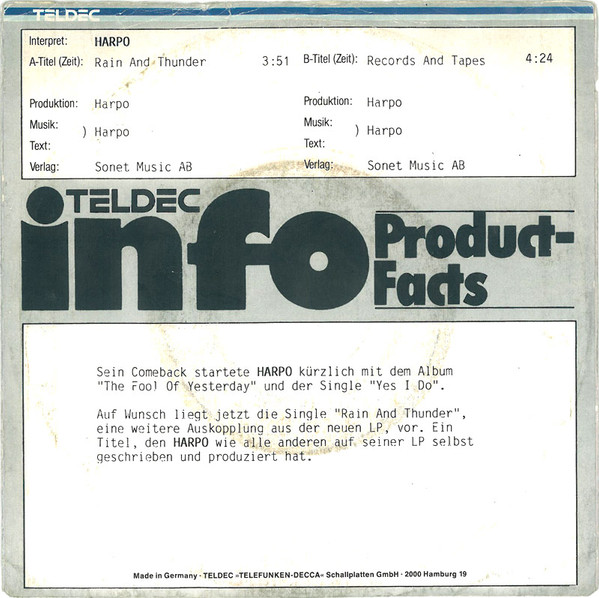 TELDEC
Interpret: HARPO
A-Titel (Zeit): Rain And Thunder 3:51 B-Titel (Zeit): Records And Tapes 4:24
Produktion: Harpo Produktion: Harpo
Musik: Musik:
) Harpo ) Harpo
Text: Text:
Verlag: Sonet Music AB Verlag: Sonet Music AB
TELDEC
info Product-
Facts
Sein Comeback startete HARPO kürzlich mit dem Album
"The Fool Of Yesterday" und der Single "Yes I Do".
Auf Wunsch liegt jetzt die Single "Rain And Thunder",
eine weitere Auskopplung aus der neuen LP, vor. Ein
Titel, den HARPO wie alle anderen auf seiner LP selbst
geschrieben und produziert hat.
Made in Germany · TELDEC »TELEFUNKEN-DECCA« Schallplatten GmbH · 2000 Hamburg 19